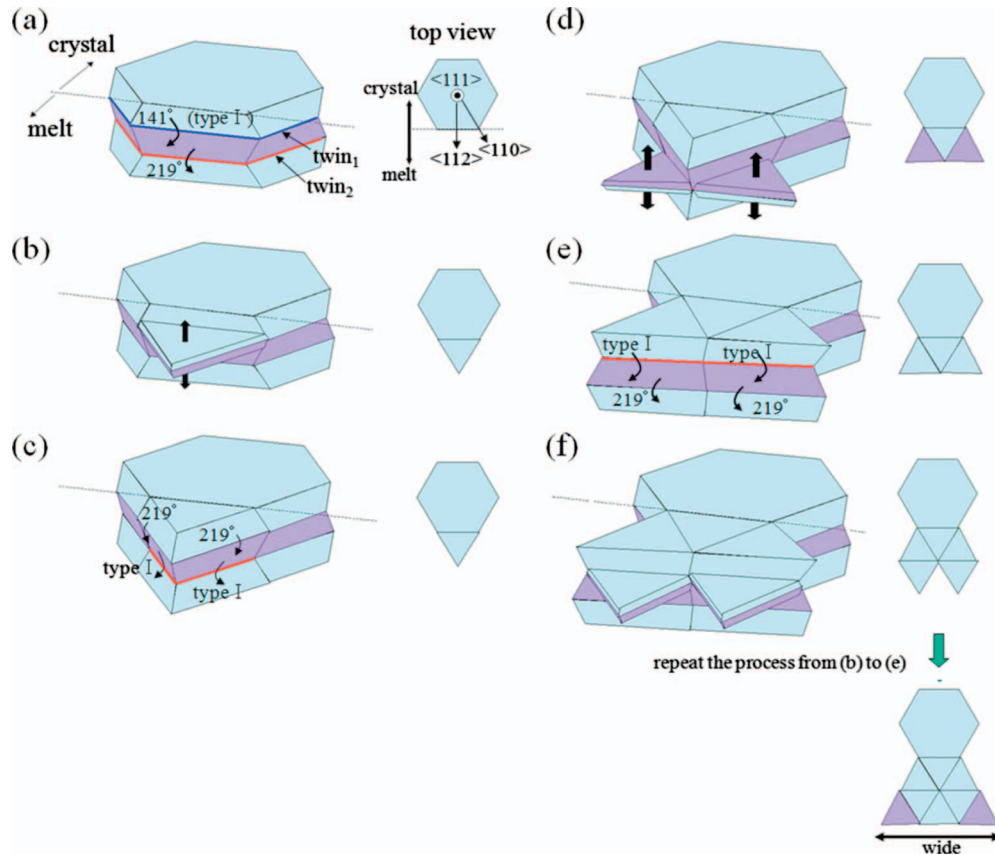 (a)
crystal
melt
141° (type Ⅰ)
219°
twin1
twin2
top view
<111>
crystal
melt
<112>
<110>
(b)
(c)
219°
219°
type Ⅰ
type Ⅰ
(d)
(e)
type Ⅰ
type Ⅰ
219°
219°
(f)
repeat the process from (b) to (e)
wide